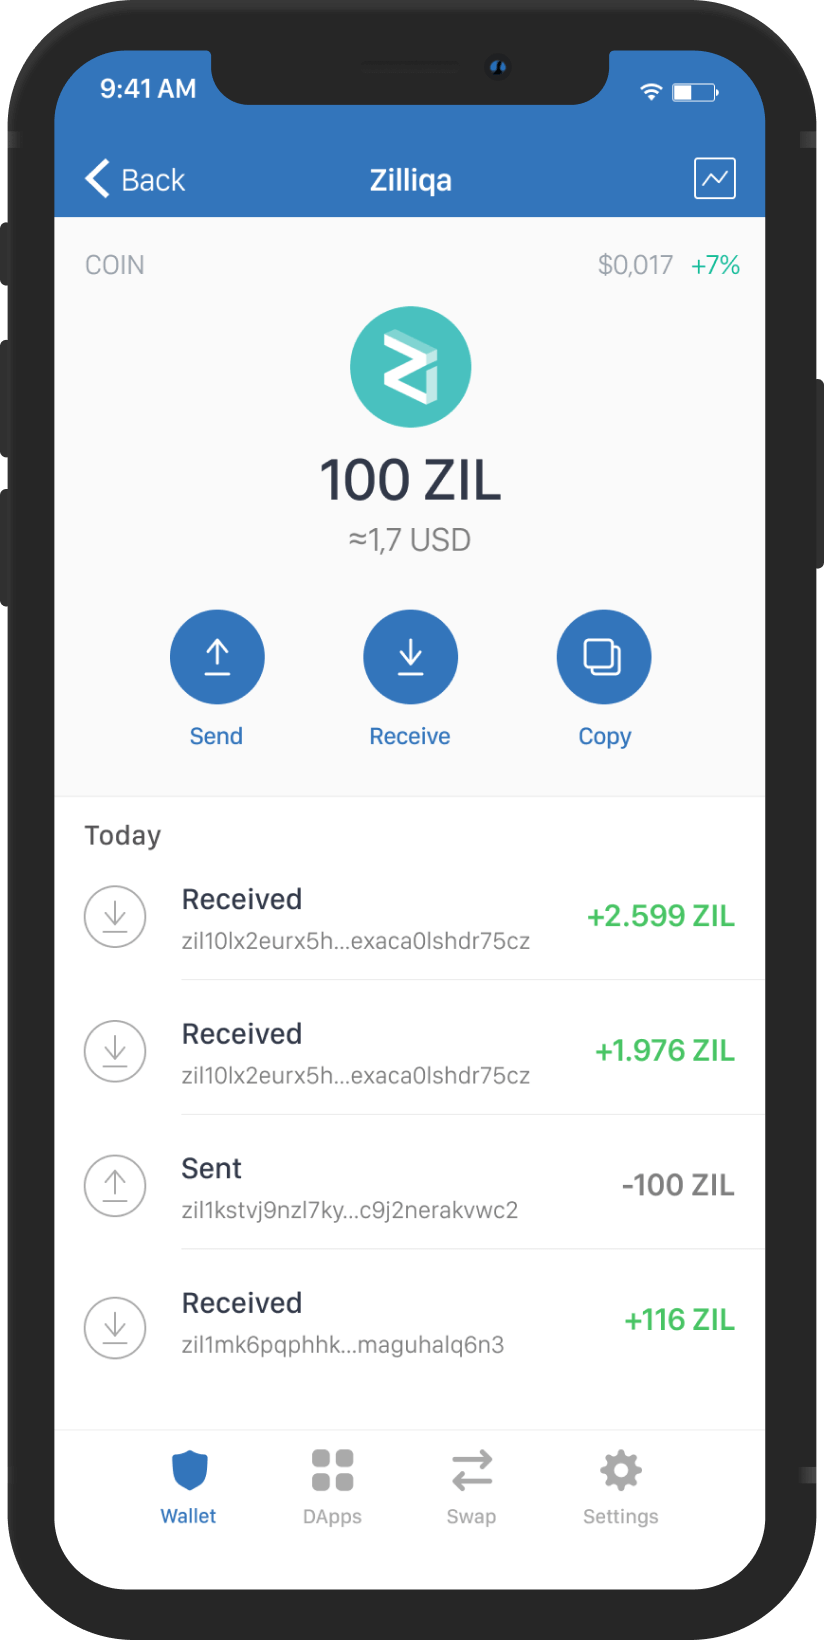 9:41 AM
Back
Zilliqa
COIN
$0,017 +7%
100 ZIL
≈1,7 USD
Send
Receive
Copy
Today
Received
+2.599 ZIL
zil10lx2eurx5h...exaca0lshdr75cz
Received
+1.976 ZIL
zil10lx2eurx5h...exaca0lshdr75cz
Sent
-100 ZIL
zil1kstvj9nzl7ky...c9j2nerakvwc2
Received
+116 ZIL
zil1mk6pqphhk...maguhalq6n3
Wallet
DApps
Swap
Settings